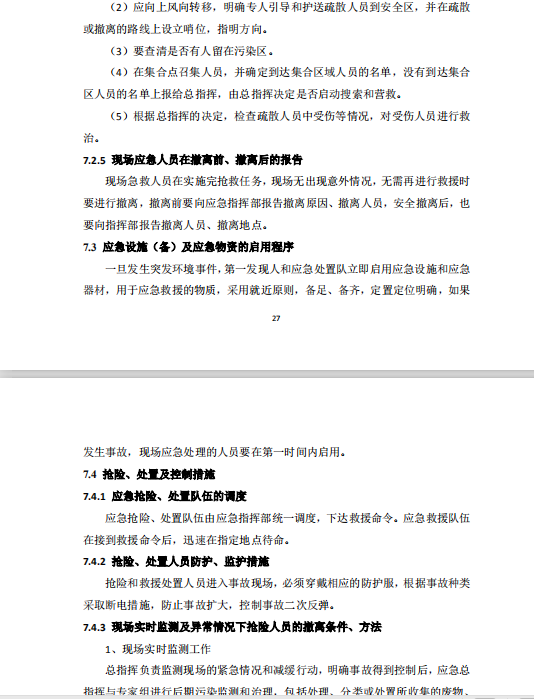 （2）应向上风向转移，明确专人引导和护送疏散人员到安全区，并在疏散
或撤离的路线上设立哨位，指明方向。
（3）要查清是否有人留在污染区。
（4）在集合点召集人员，并确定到达集合区域人员的名单，没有到达集合
区人员的名单上报给总指挥，由总指挥决定是否启动搜索和营救。
（5）根据总指挥的决定，检查疏散人员中受伤等情况，对受伤人员进行救
治。
7.2.5 现场应急人员在撤离前、撤离后的报告
现场急救人员在实施完抢救任务，现场无出现意外情况，无需再进行救援时
要进行撤离，撤离前要向应急指挥部报告撤离原因、撤离人员，安全撤离后，也
要向指挥部报告撤离人员、撤离地点。
7.3 应急设施（备）及应急物资的启用程序
一旦发生突发环境事件，第一发现人和应急处置队立即启用应急设施和应急
器材，用于应急救援的物质，采用就近原则，备足、备齐，定置定位明确，如果
27
发生事故，现场应急处理的人员要在第一时间内启用。
7.4 抢险、处置及控制措施
7.4.1 应急抢险、处置队伍的调度
应急抢险、处置队伍由应急指挥部统一调度，下达救援命令。应急救援队伍
在接到救援命令后，迅速在指定地点待命。
7.4.2 抢险、处置人员防护、监护措施
抢险和救援处置人员进入事故现场，必须穿戴相应的防护服，根据事故种类
采取断电措施，防止事故扩大，控制事故二次反弹。
7.4.3 现场实时监测及异常情况下抢险人员的撤离条件、方法
1、现场实时监测工作
总指挥负责监测现场的紧急情况和减缓行动，明确事故得到控制后，应急总
指挥与专家组进行后期污染监测和治理，包括处理、分类或处置所收集的废物、